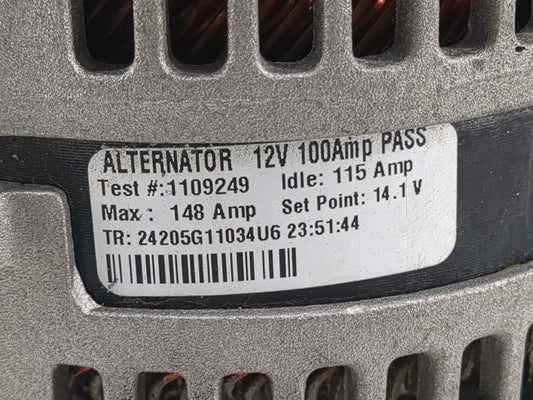 ALTERNATOR 12V 100Amp PASS
Test #:1109249 Idle: 115 Amp
Max: 148 Amp Set Point: 14.1 V
TR: 24205G11034U6 23:51:44